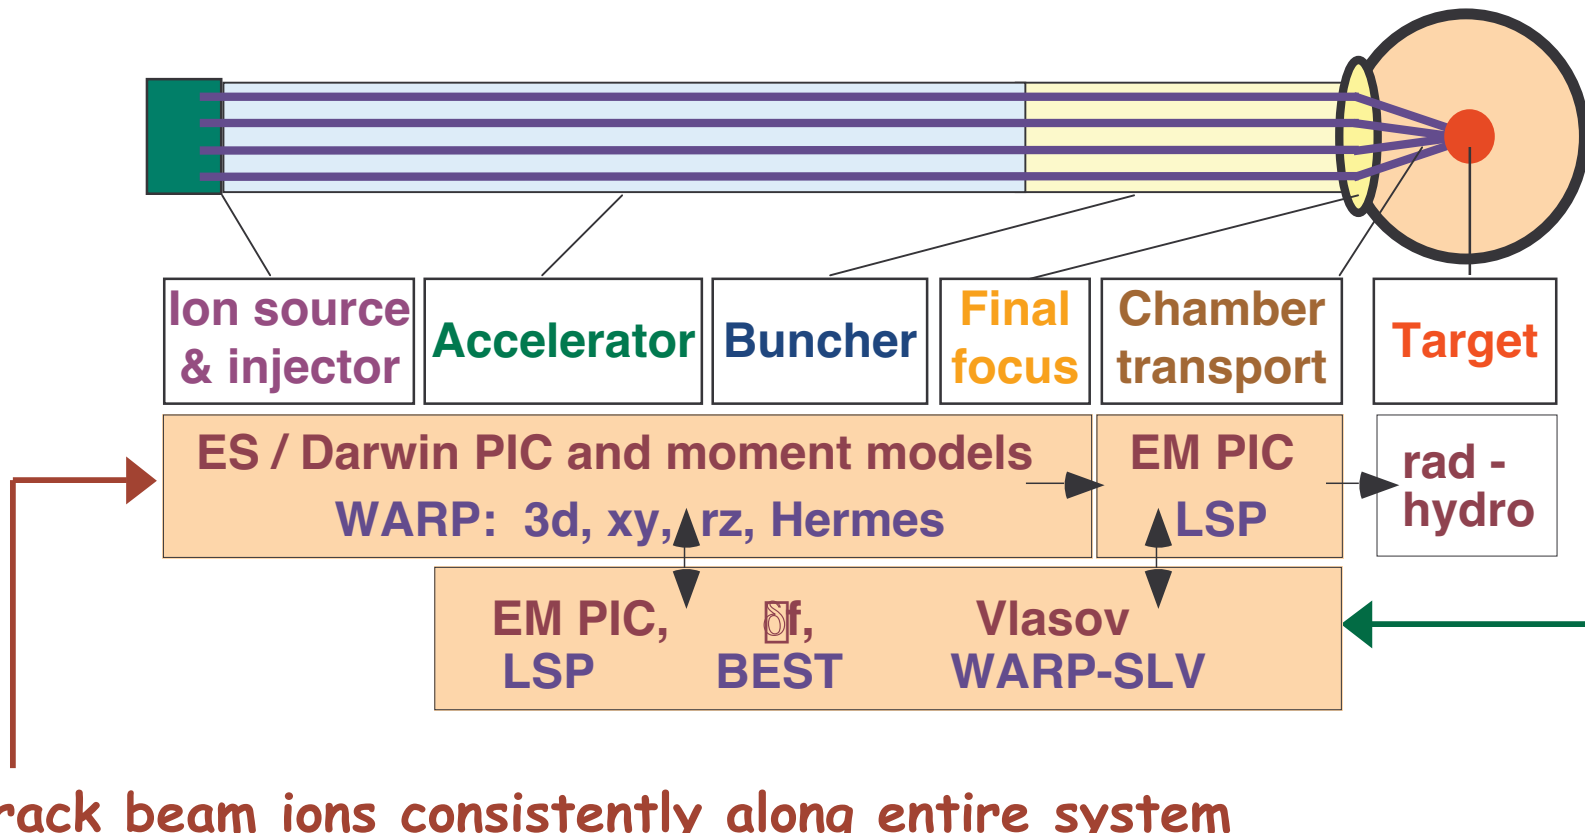 Ion source
& injector
Accelerator
Buncher
Final
focus
Chamber
transport
Target
ES / Darwin PIC and moment models
WARP: 3d, xy, rz, Hermes
EM PIC
LSP
rad -
hydro
EM PIC, δf, Vlasov
LSP BEST WARP-SLV
rack beam ions consistently along entire system